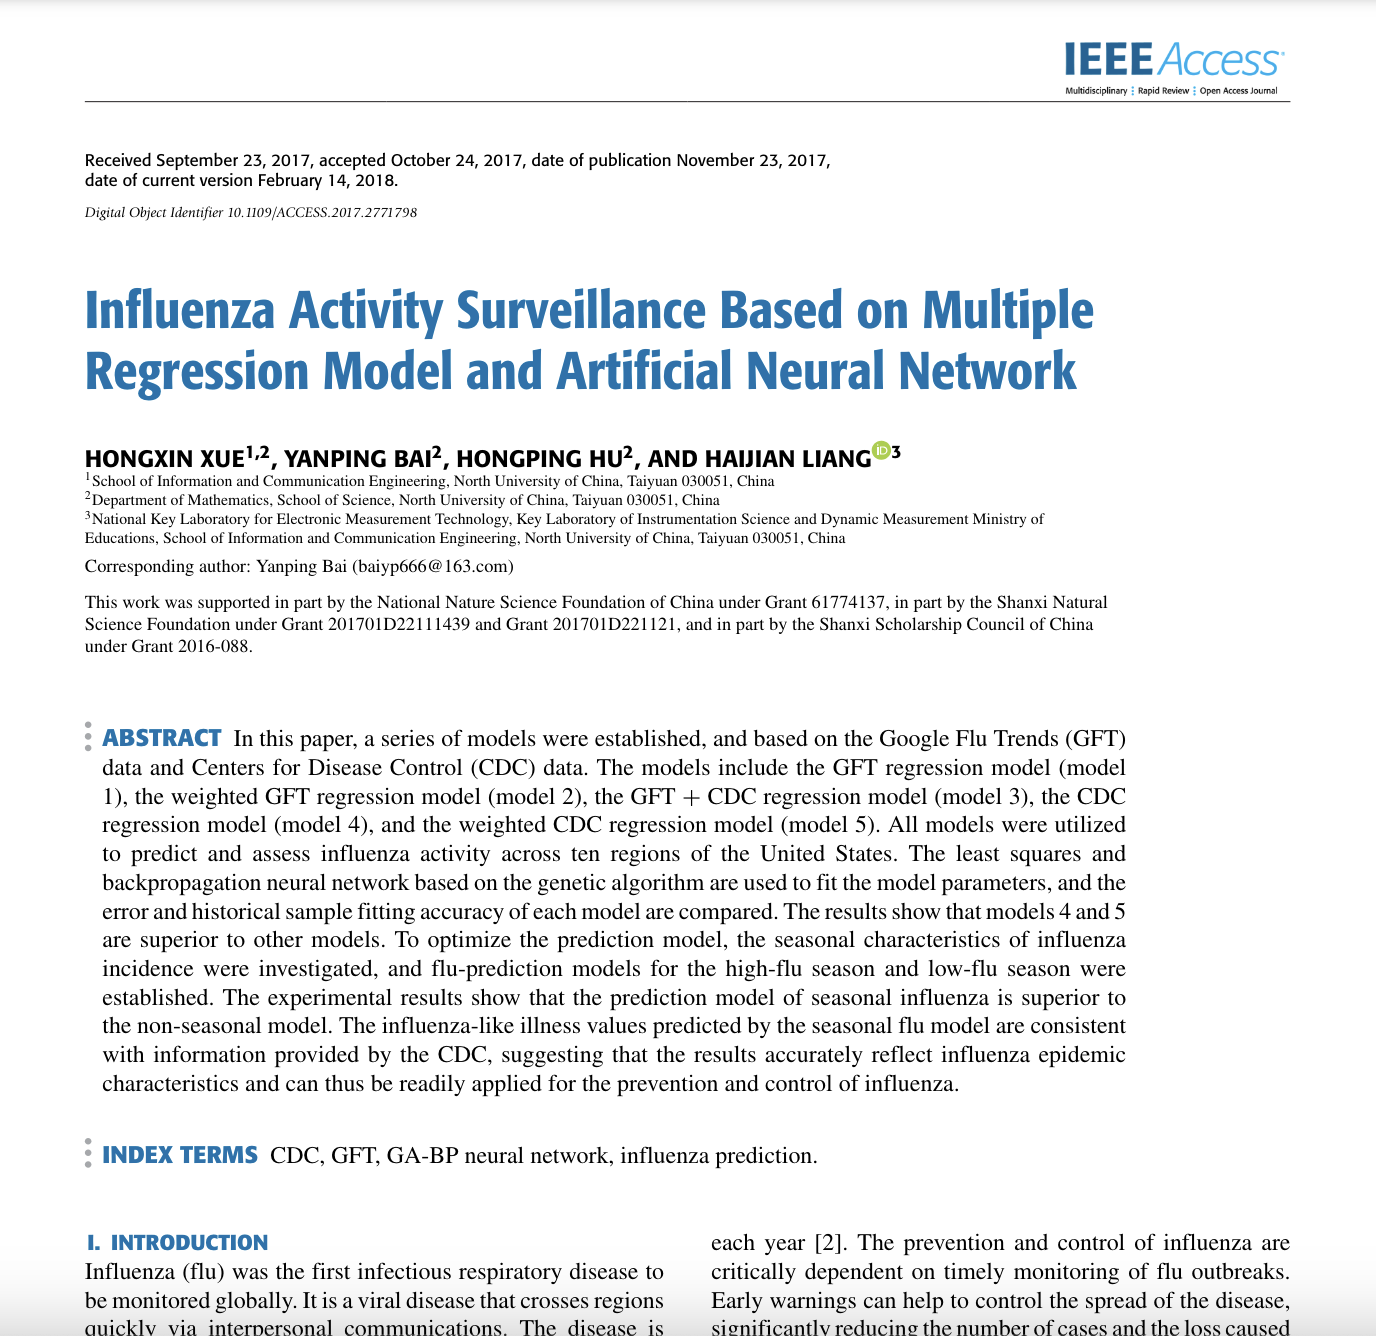 IEEE Access
Multidisciplinary | Rapid Review | Open Access Journal
Received September 23, 2017, accepted October 24, 2017, date of publication November 23, 2017,
date of current version February 14, 2018.
Digital Object Identifier 10.1109/ACCESS.2017.2771798
Influenza Activity Surveillance Based on Multiple
Regression Model and Artificial Neural Network
HONGXIN XUE1,2, YANPING BAI2, HONGPING HU2, AND HAIJIAN LIANG iD 3
1School of Information and Communication Engineering, North University of China, Taiyuan 030051, China
2Department of Mathematics, School of Science, North University of China, Taiyuan 030051, China
3National Key Laboratory for Electronic Measurement Technology, Key Laboratory of Instrumentation Science and Dynamic Measurement Ministry of
Educations, School of Information and Communication Engineering, North University of China, Taiyuan 030051, China
Corresponding author: Yanping Bai (baiyp666@163.com)
This work was supported in part by the National Nature Science Foundation of China under Grant 61774137, in part by the Shanxi Natural
Science Foundation under Grant 201701D22111439 and Grant 201701D221121, and in part by the Shanxi Scholarship Council of China
under Grant 2016-088.
ABSTRACT In this paper, a series of models were established, and based on the Google Flu Trends (GFT)
data and Centers for Disease Control (CDC) data. The models include the GFT regression model (model
1), the weighted GFT regression model (model 2), the GFT + CDC regression model (model 3), the CDC
regression model (model 4), and the weighted CDC regression model (model 5). All models were utilized
to predict and assess influenza activity across ten regions of the United States. The least squares and
backpropagation neural network based on the genetic algorithm are used to fit the model parameters, and the
error and historical sample fitting accuracy of each model are compared. The results show that models 4 and 5
are superior to other models. To optimize the prediction model, the seasonal characteristics of influenza
incidence were investigated, and flu-prediction models for the high-flu season and low-flu season were
established. The experimental results show that the prediction model of seasonal influenza is superior to
the non-seasonal model. The influenza-like illness values predicted by the seasonal flu model are consistent
with information provided by the CDC, suggesting that the results accurately reflect influenza epidemic
characteristics and can thus be readily applied for the prevention and control of influenza.
INDEX TERMS CDC, GFT, GA-BP neural network, influenza prediction.
I. INTRODUCTION
Influenza (flu) was the first infectious respiratory disease to
be monitored globally. It is a viral disease that crosses regions
quickly via interpersonal communications. The disease is
each year [2]. The prevention and control of influenza are
critically dependent on timely monitoring of flu outbreaks.
Early warnings can help to control the spread of the disease,
significantly reducing the number of cases and the loss caused